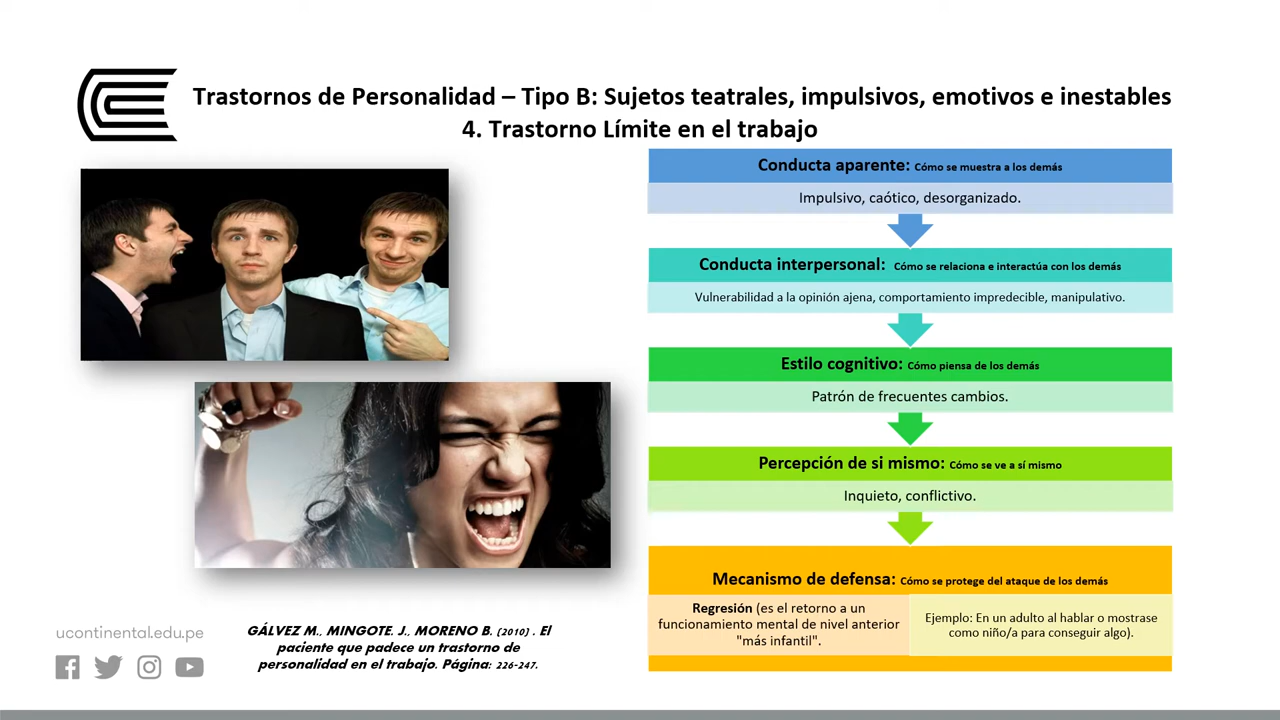 Trastornos de Personalidad – Tipo B: Sujetos teatrales, impulsivos, emotivos e inestables
4. Trastorno Límite en el trabajo
Conducta aparente: Cómo se muestra a los demás
Impulsivo, caótico, desorganizado.
Conducta interpersonal: Cómo se relaciona e interactúa con los demás
Vulnerabilidad a la opinión ajena, comportamiento impredecible, manipulativo.
Estilo cognitivo: Cómo piensa de los demás
Patrón de frecuentes cambios.
Percepción de si mismo: Cómo se ve a sí mismo
Inquieto, conflictivo.
Mecanismo de defensa: Cómo se protege del ataque de los demás
Regresión (es el retorno a un
funcionamiento mental de nivel anterior
"más infantil".
Ejemplo: En un adulto al hablar o mostrase
como niño/a para conseguir algo).
ucontinental.edu.pe
GÁLVEZ M., MINGOTE. J., MORENO B. (2010) . El
paciente que padece un trastorno de
personalidad en el trabajo. Página: 226-247.